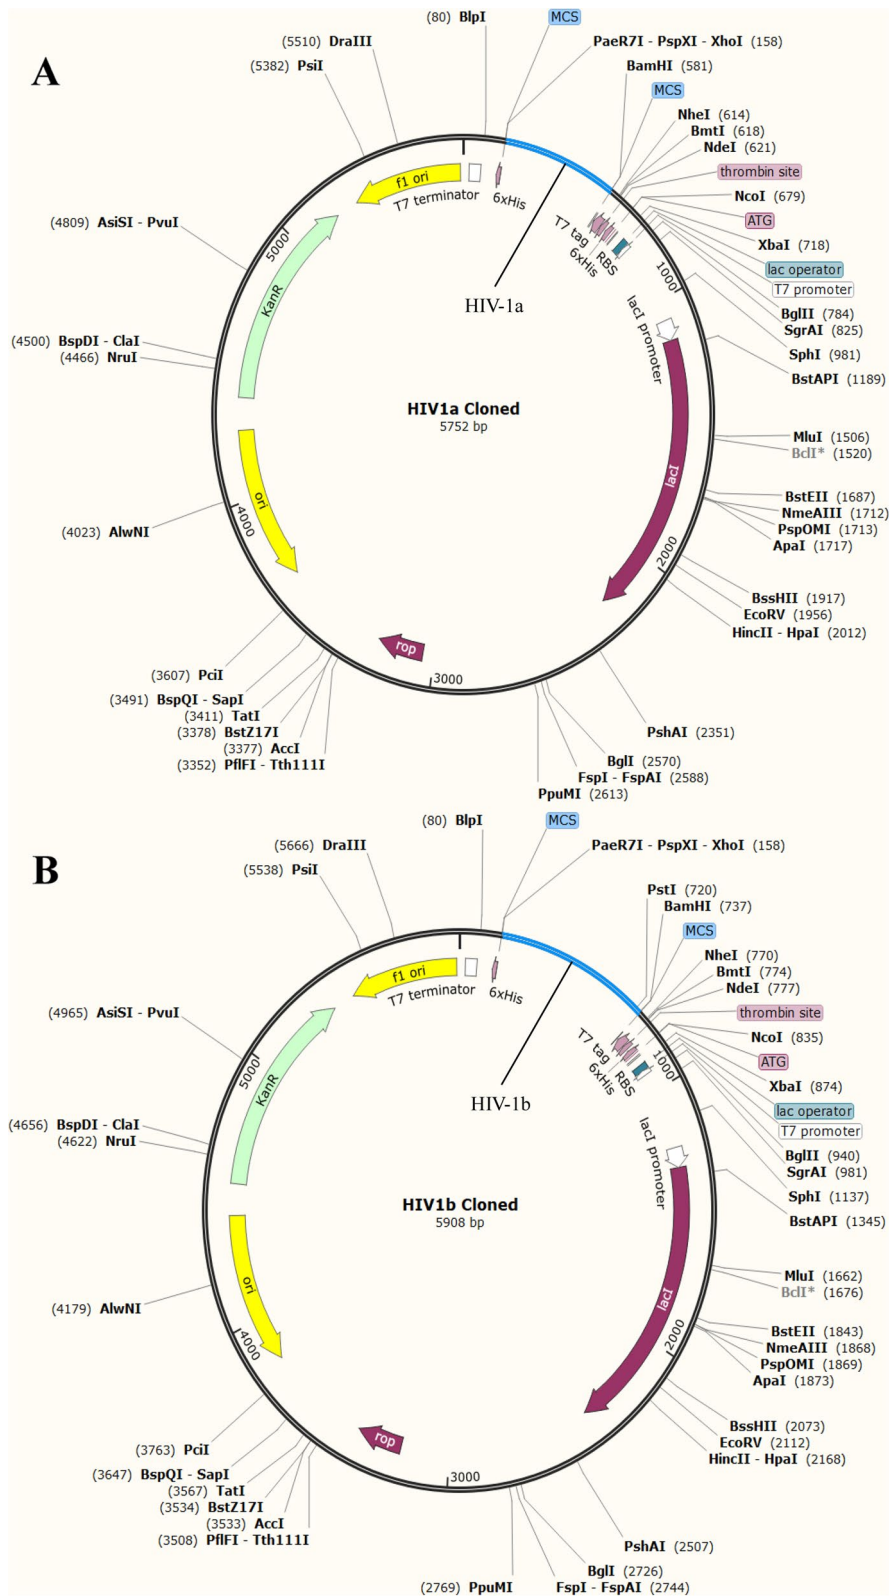 A
(80) BlpI
MCS
(5510) DraIII
(5382) PsiI
PaeR7I - PspXI - XhoI (158)
BamHI (581)
MCS
NheI (614)
BmtI (618)
NdeI (621)
thrombin site
NcoI (679)
ATG
XbaI (718)
lac operator
T7 promoter
BglII (784)
SgrAI (825)
SphI (981)
BstAPI (1189)
MluI (1506)
BclI* (1520)
BstEII (1687)
NmeAIII (1712)
PspOMI (1713)
ApaI (1717)
BssHII (1917)
EcoRV (1956)
HincII - HpaI (2012)
PshAI (2351)
BglI (2570)
FspI - FspAI (2588)
PpuMI (2613)
(4809) AsiSI - PvuI
(4500) BspDI - ClaI
(4466) NruI
(4023) AlwNI
(3607) PciI
(3491) BspQI - SapI
(3411) TatI
(3378) BstZ17I
(3377) AccI
(3352) PflFI - Tth111I
f1 ori
T7 terminator
6xHis
T7 tag
6xHis
RBS
lacI promoter
lacI
rop
ori
KanR
1000
2000
3000
4000
5000
HIV-1a
HIV1a Cloned
5752 bp
B
(80) BlpI
MCS
(5666) DraIII
(5538) PsiI
PaeR7I - PspXI - XhoI (158)
PstI (720)
BamHI (737)
MCS
NheI (770)
BmtI (774)
NdeI (777)
thrombin site
NcoI (835)
ATG
XbaI (874)
lac operator
T7 promoter
BglII (940)
SgrAI (981)
SphI (1137)
BstAPI (1345)
MluI (1662)
BclI* (1676)
BstEII (1843)
NmeAIII (1868)
PspOMI (1869)
ApaI (1873)
BssHII (2073)
EcoRV (2112)
HincII - HpaI (2168)
PshAI (2507)
BglI (2726)
FspI - FspAI (2744)
(2769) PpuMI
(4965) AsiSI - PvuI
(4656) BspDI - ClaI
(4622) NruI
(4179) AlwNI
(3763) PciI
(3647) BspQI - SapI
(3567) TatI
(3534) BstZ17I
(3533) AccI
(3508) PflFI - Tth111I
f1 ori
T7 terminator
6xHis
T7 tag
6xHis
RBS
lacI promoter
lacI
rop
ori
KanR
1000
2000
3000
4000
5000
HIV-1b
HIV1b Cloned
5908 bp